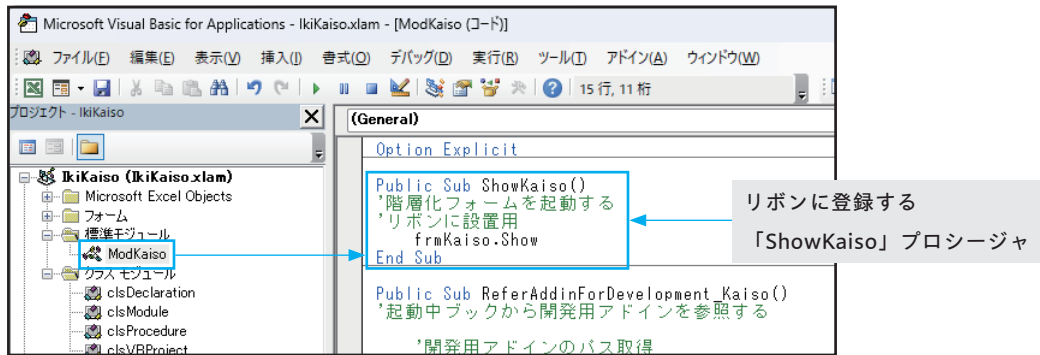 Microsoft Visual Basic for Applications - IkiKaiso.xlam - [ModKaiso (コード)]
ファイル(F) 編集(E) 表示(V) 挿入(I) 書式(O) デバッグ(D) 実行(R) ツール(T) アドイン(A) ウィンドウ(W)
15 行, 11 桁
プロジェクト - IkiKaiso
IkiKaiso (IkiKaiso.xlam)
Microsoft Excel Objects
フォーム
標準モジュール
ModKaiso
クラス モジュール
clsDeclaration
clsModule
clsProcedure
clsVBProject
(General)
Option Explicit
Public Sub ShowKaiso()
'階層化フォームを起動する
'リボンに設置用
frmKaiso.Show
End Sub
Public Sub ReferAddinForDevelopment_Kaiso()
'起動中ブックから開発用アドインを参照する
'開発用アドインのパス取得
リボンに登録する
「ShowKaiso」プロシージャ